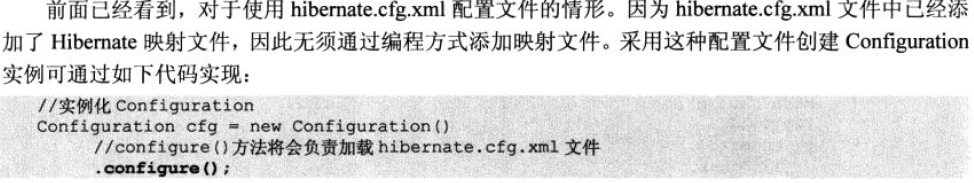 前面已经看到，对于使用 hibernate.cfg.xml 配置文件的情形。因为 hibernate.cfg.xml 文件中已经添
加了 Hibernate 映射文件，因此无须通过编程方式添加映射文件。采用这种配置文件创建 Configuration
实例可通过如下代码实现：
//实例化 Configuration
Configuration cfg = new Configuration()
//configure()方法将会负责加载 hibernate.cfg.xml 文件
.configure();